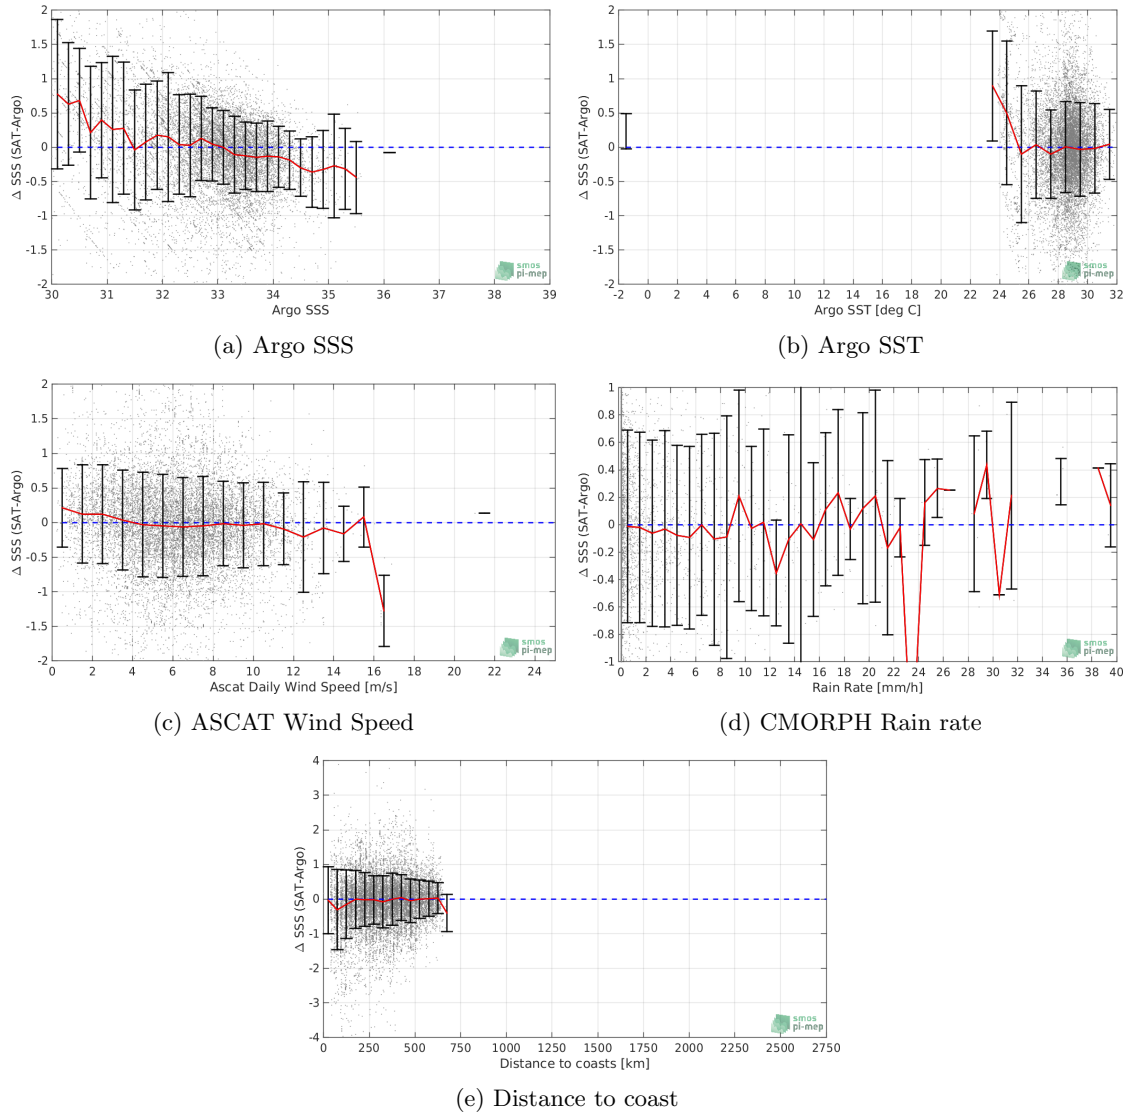 2
1.5
1
0.5
0
-0.5
-1
-1.5
-2
Δ SSS (SAT-Argo)
30 31 32 33 34 35 36 37 38 39
Argo SSS
smos
pi-mep
(a) Argo SSS
2
1.5
1
0.5
0
-0.5
-1
-1.5
-2
Δ SSS (SAT-Argo)
-2 0 2 4 6 8 10 12 14 16 18 20 22 24 26 28 30 32
Argo SST [deg C]
smos
pi-mep
(b) Argo SST
2
1.5
1
0.5
0
-0.5
-1
-1.5
-2
Δ SSS (SAT-Argo)
0 2 4 6 8 10 12 14 16 18 20 22 24
Ascat Daily Wind Speed [m/s]
smos
pi-mep
(c) ASCAT Wind Speed
1
0.8
0.6
0.4
0.2
0
-0.2
-0.4
-0.6
-0.8
-1
Δ SSS (SAT-Argo)
0 2 4 6 8 10 12 14 16 18 20 22 24 26 28 30 32 34 36 38 40
Rain Rate [mm/h]
smos
pi-mep
(d) CMORPH Rain rate
4
3
2
1
0
-1
-2
-3
-4
Δ SSS (SAT-Argo)
0 250 500 750 1000 1250 1500 1750 2000 2250 2500 2750
Distance to coasts [km]
smos
pi-mep
(e) Distance to coast